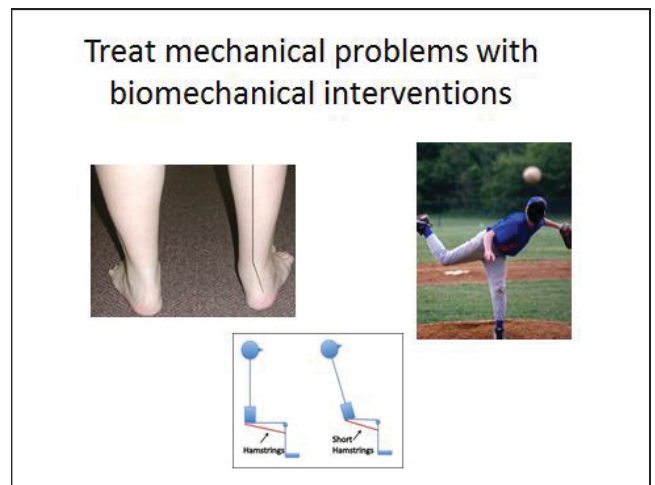 Treat mechanical problems with
biomechanical interventions
Hamstrings
Short
Hamstrings